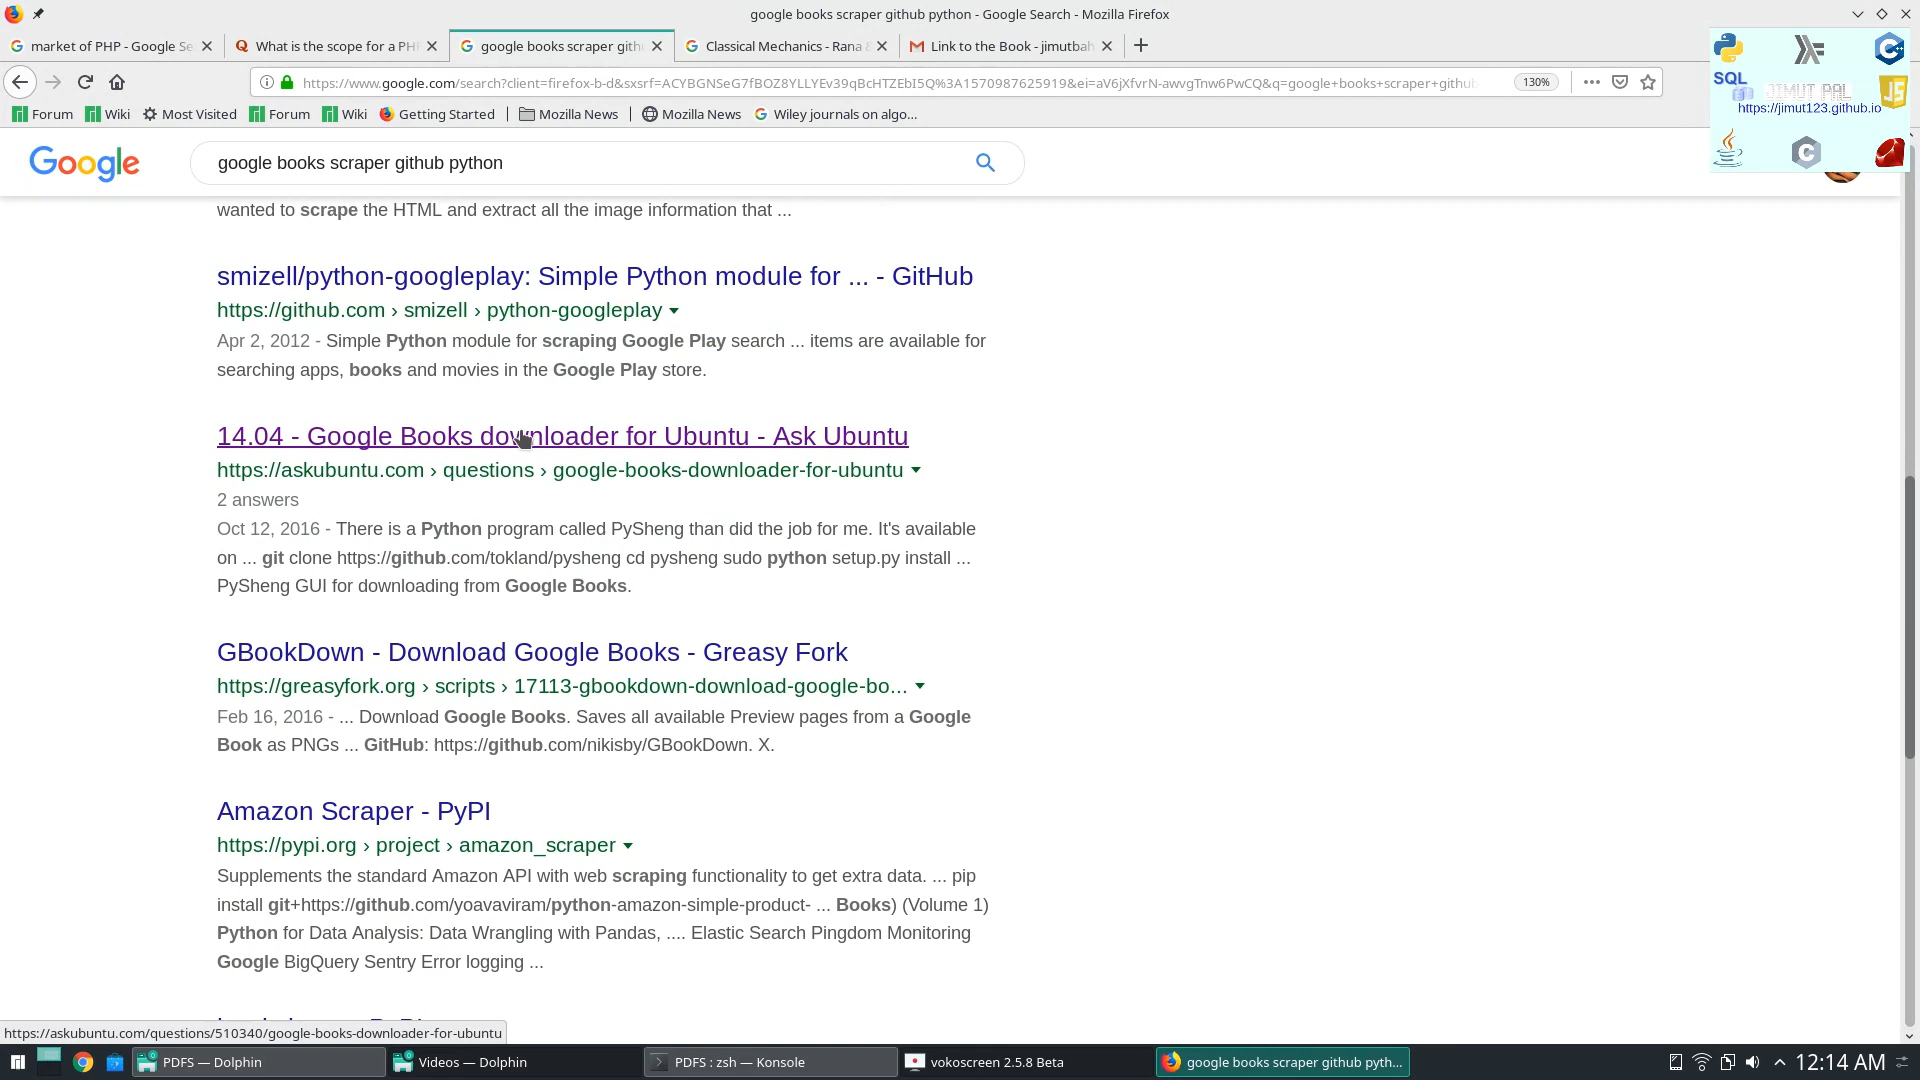 google books scraper github python - Google Search - Mozilla Firefox
market of PHP - Google Se
What is the scope for a PH
google books scraper gith
Classical Mechanics - Rana &
Link to the Book - jimutbah
https://www.google.com/search?client=firefox-b-d&sxsrf=ACYBGNSeG7fBOZ8YLLYEv39qBcHTZEbI5Q%3A1570987625919&ei=aV6jXfvrN-awvgTnw6PwCQ&q=google+books+scraper+github
130%
Forum
Wiki
Most Visited
Forum
Wiki
Getting Started
Mozilla News
Mozilla News
Wiley journals on algo...
SQL
JS
JIMUT PAL
https://jimut123.github.io
C
Google
google books scraper github python
wanted to scrape the HTML and extract all the image information that ...
smizell/python-googleplay: Simple Python module for ... - GitHub
https://github.com › smizell › python-googleplay
Apr 2, 2012 - Simple Python module for scraping Google Play search ... items are available for
searching apps, books and movies in the Google Play store.
14.04 - Google Books downloader for Ubuntu - Ask Ubuntu
https://askubuntu.com › questions › google-books-downloader-for-ubuntu
2 answers
Oct 12, 2016 - There is a Python program called PySheng than did the job for me. It's available
on ... git clone https://github.com/tokland/pysheng cd pysheng sudo python setup.py install ...
PySheng GUI for downloading from Google Books.
GBookDown - Download Google Books - Greasy Fork
https://greasyfork.org › scripts › 17113-gbookdown-download-google-bo...
Feb 16, 2016 - ... Download Google Books. Saves all available Preview pages from a Google
Book as PNGs ... GitHub: https://github.com/nikisby/GBookDown. X.
Amazon Scraper - PyPI
https://pypi.org › project › amazon_scraper
Supplements the standard Amazon API with web scraping functionality to get extra data. ... pip
install git+https://github.com/yoavaviram/python-amazon-simple-product- ... Books) (Volume 1)
Python for Data Analysis: Data Wrangling with Pandas, .... Elastic Search Pingdom Monitoring
Google BigQuery Sentry Error logging ...
https://askubuntu.com/questions/510340/google-books-downloader-for-ubuntu
PDFS — Dolphin
Videos — Dolphin
PDFS : zsh — Konsole
vokoscreen 2.5.8 Beta
google books scraper github pyth...
12:14 AM